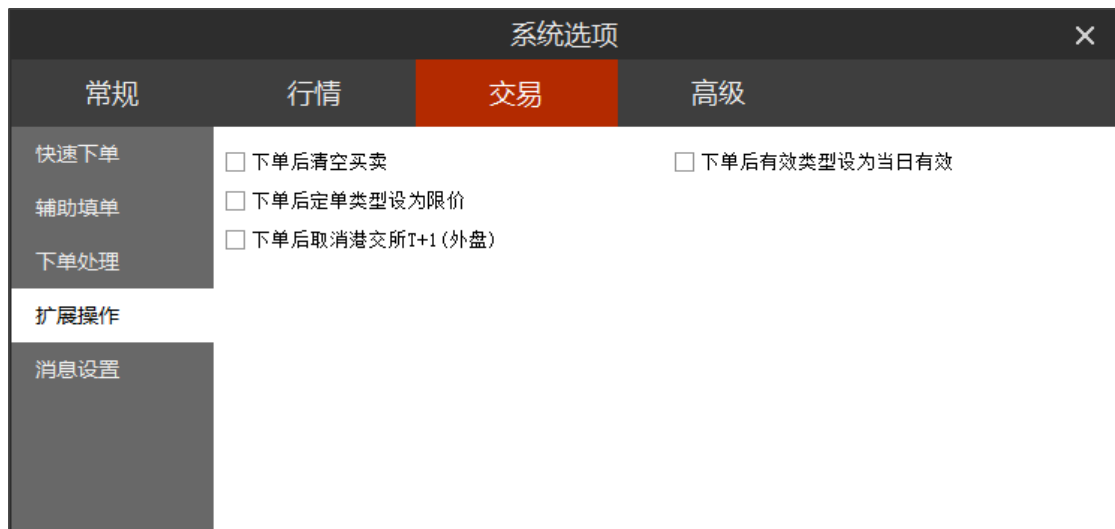 系统选项
常规 行情 交易 高级
快速下单
辅助填单
下单处理
扩展操作
消息设置
下单后清空买卖 下单后有效类型设为当日有效
下单后定单类型设为限价
下单后取消港交所T+1(外盘)